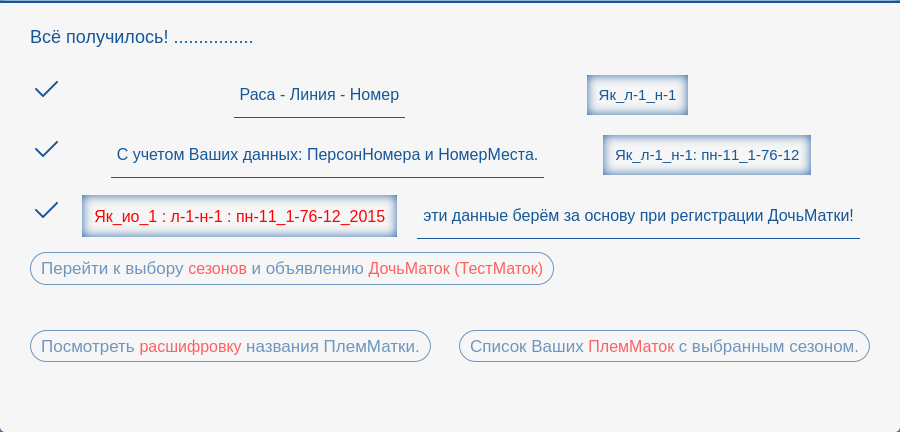 Всё получилось! ................
Раса - Линия - Номер Як_л-1_н-1
С учетом Ваших данных: ПерсонНомера и НомерМеста. Як_л-1_н-1: пн-11_1-76-12
Як_ио_1 : л-1-н-1 : пн-11_1-76-12_2015 эти данные берём за основу при регистрации ДочьМатки!
Перейти к выбору сезонов и объявлению ДочьМаток (ТестМаток)
Посмотреть расшифровку названия ПлемМатки. Список Ваших ПлемМаток с выбранным сезоном.